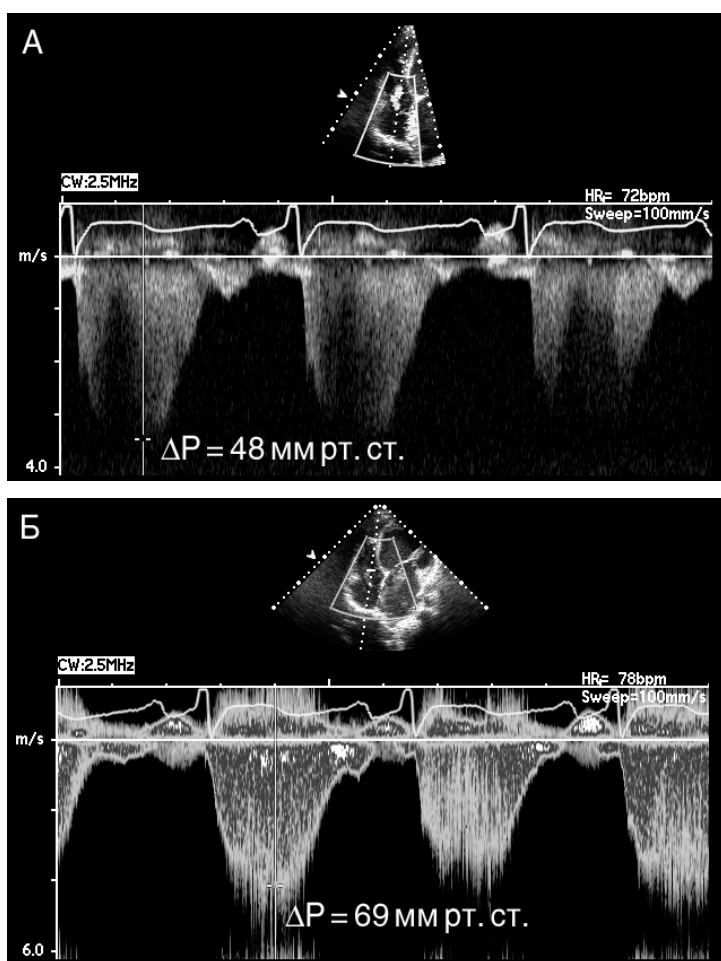 А
CW:2.5MHz
HR= 72bpm
Sweep=100mm/s
m/s
4.0
ΔP = 48 мм рт. ст.
Б
CW:2.5MHz
HR= 78bpm
Sweep=100mm/s
m/s
6.0
ΔP = 69 мм рт. ст.